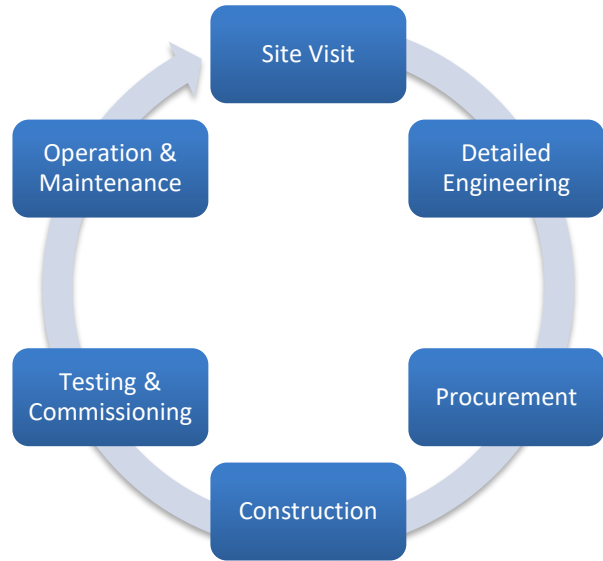 Site Visit
Detailed
Engineering
Procurement
Construction
Testing &
Commissioning
Operation &
Maintenance